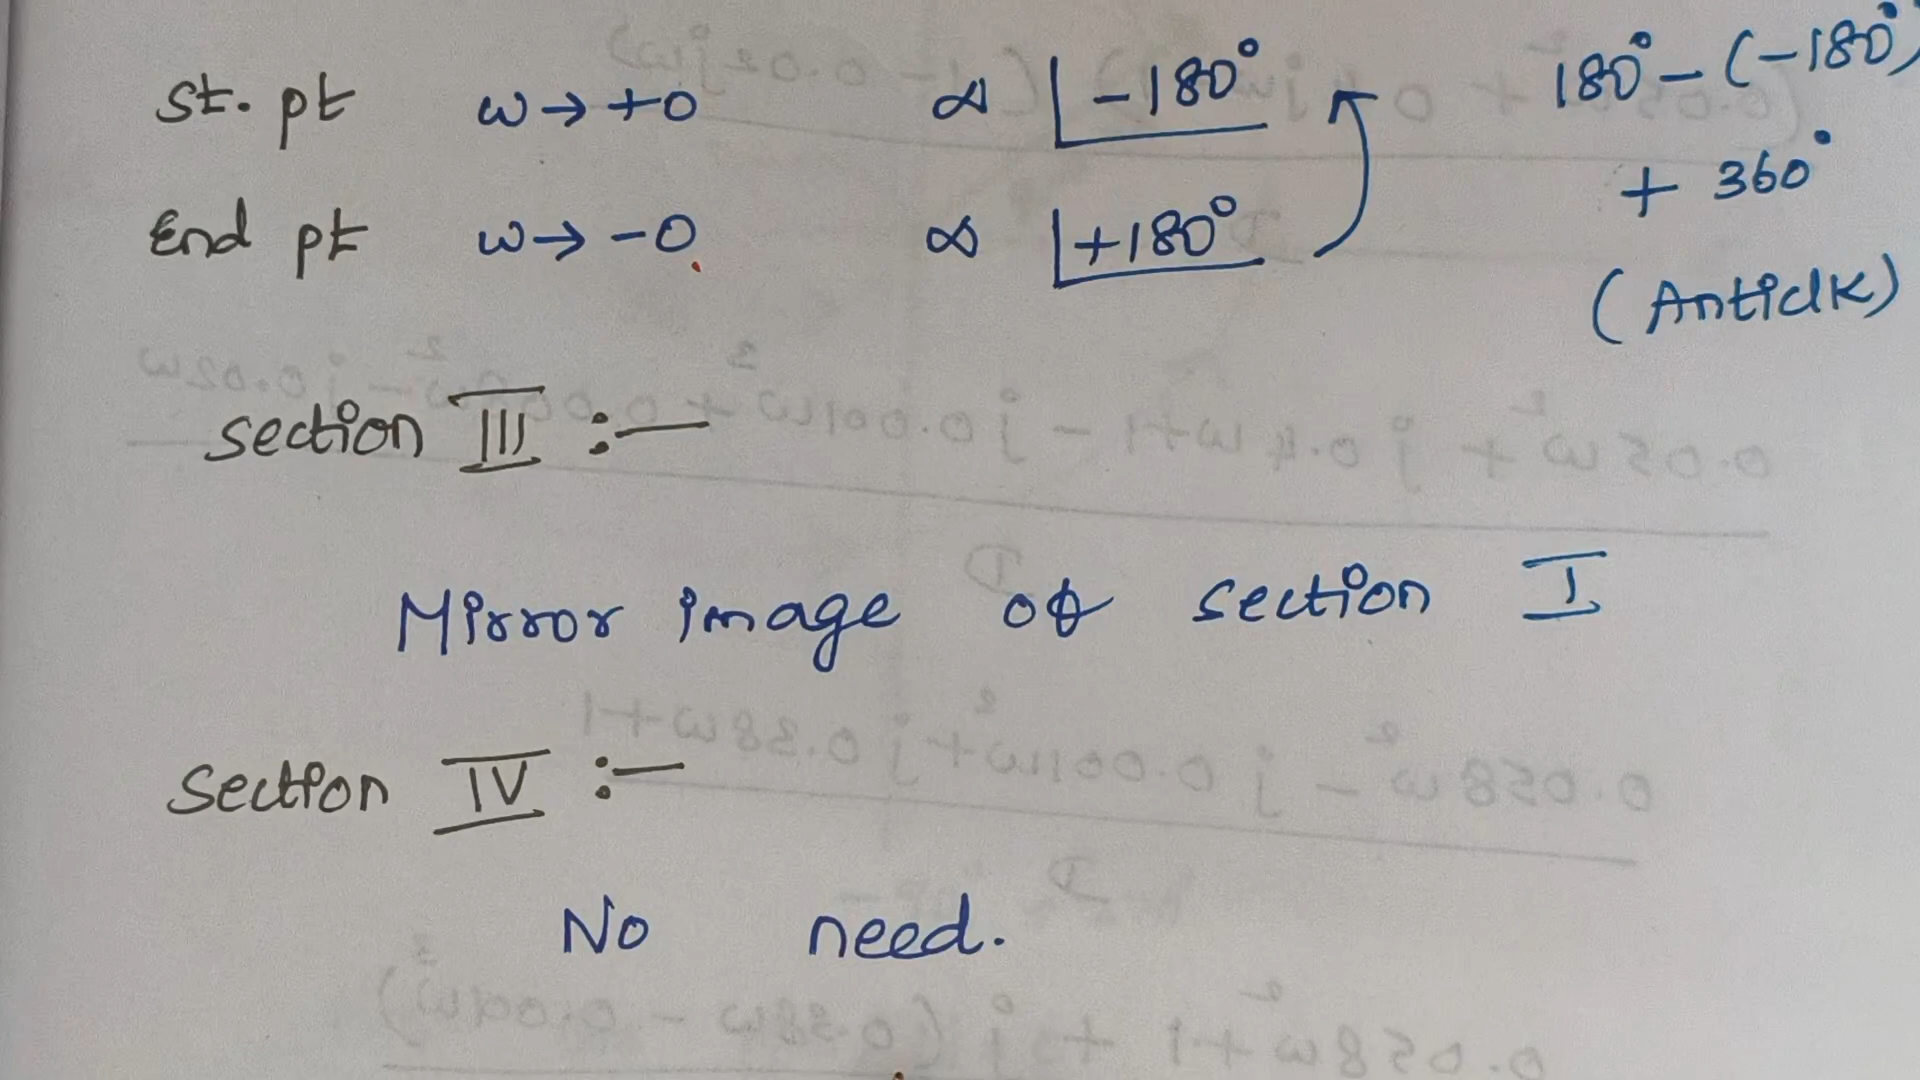 St. pt ω → +0 ∞ ∠-180° 180° - (-180°)
+ 360°
End pt ω → -0 ∞ ∠+180°
(Anticlk)
section III :-
Mirror image of section I
section IV :-
No need.